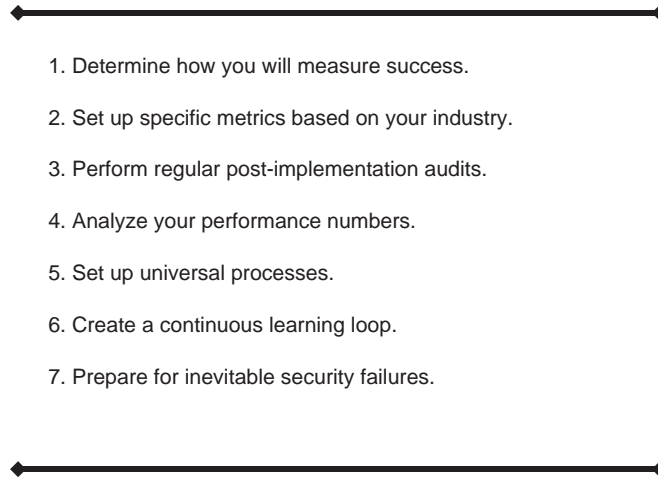 1. Determine how you will measure success.
2. Set up specific metrics based on your industry.
3. Perform regular post-implementation audits.
4. Analyze your performance numbers.
5. Set up universal processes.
6. Create a continuous learning loop.
7. Prepare for inevitable security failures.